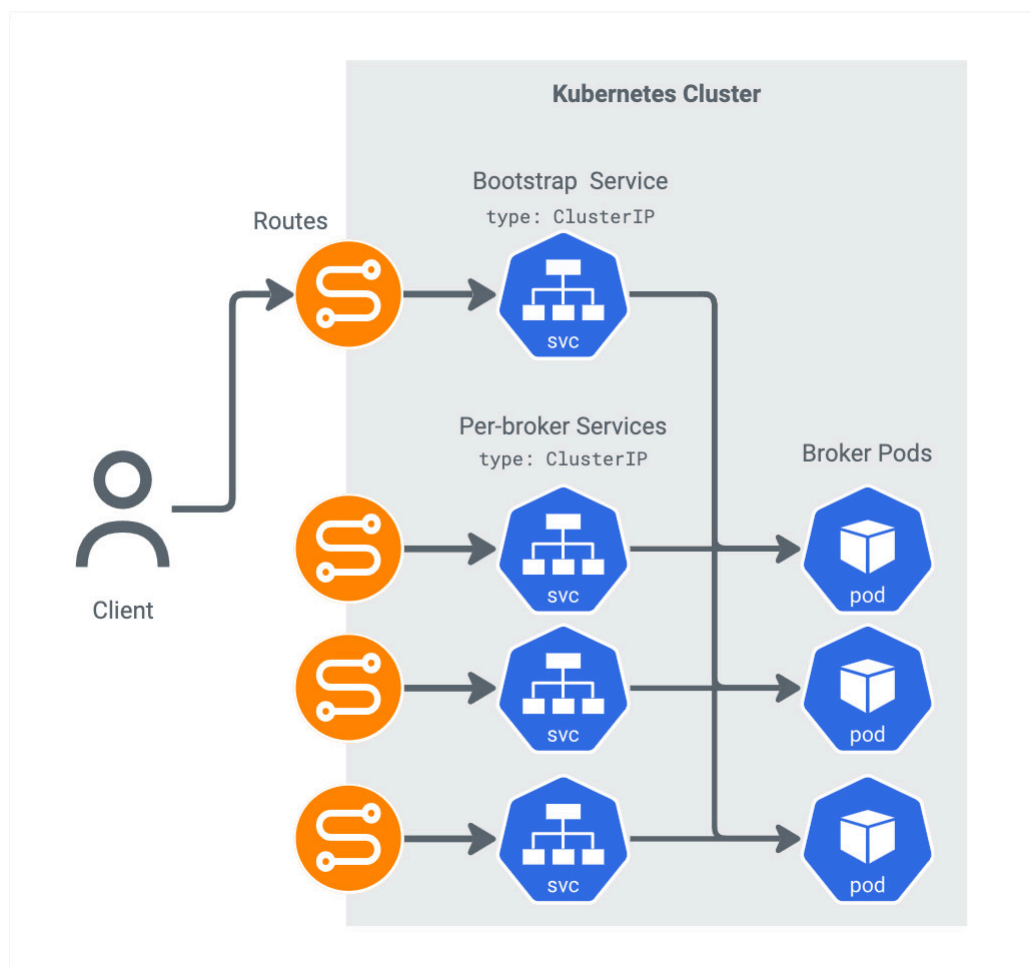 Kubernetes Cluster
Bootstrap Service
type: ClusterIP
Routes
svc
Per-broker Services
type: ClusterIP
Broker Pods
svc
pod
Client
svc
pod
svc
pod